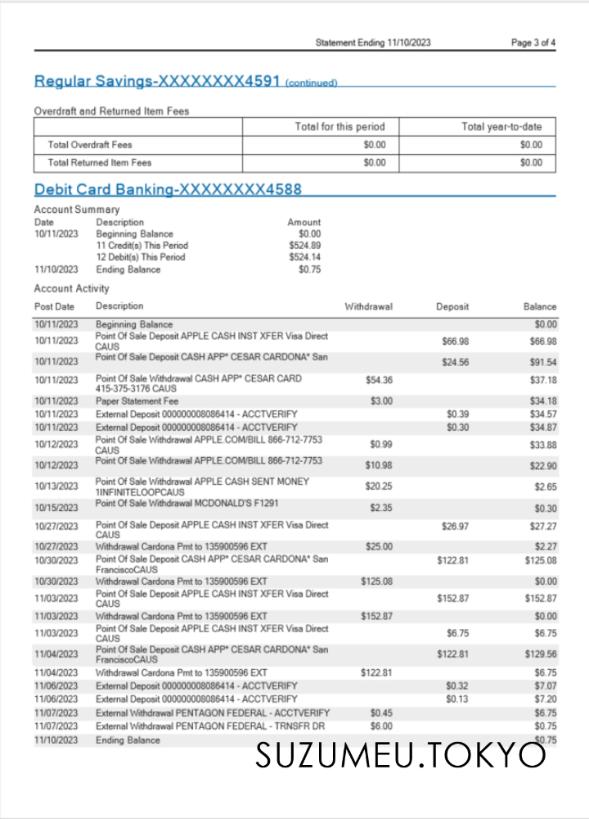 Statement Ending 11/10/2023 Page 3 of 4
Regular Savings-XXXXXXXX4591 (continued)
Overdraft and Returned Item Fees
Total for this period Total year-to-date
Total Overdraft Fees $0.00 $0.00
Total Returned Item Fees $0.00 $0.00
Debit Card Banking-XXXXXXXX4588
Account Summary
Date Description Amount
10/11/2023 Beginning Balance $0.00
11 Credit(s) This Period $524.89
12 Debit(s) This Period $524.14
11/10/2023 Ending Balance $0.75
Account Activity
Post Date Description Withdrawal Deposit Balance
10/11/2023 Beginning Balance $0.00
10/11/2023 Point Of Sale Deposit APPLE CASH INST XFER Visa Direct $66.98 $66.98
CAUS
10/11/2023 Point Of Sale Deposit CASH APP* CESAR CARDONA* San $24.56 $91.54
10/11/2023 Point Of Sale Withdrawal CASH APP* CESAR CARD $54.36 $37.18
415-375-3176 CAUS
10/11/2023 Paper Statement Fee $3.00 $34.18
10/11/2023 External Deposit 000000008086414 - ACCTVERIFY $0.39 $34.57
10/11/2023 External Deposit 000000008086414 - ACCTVERIFY $0.30 $34.87
10/12/2023 Point Of Sale Withdrawal APPLE.COM/BILL 866-712-7753 $0.99 $33.88
CAUS
10/12/2023 Point Of Sale Withdrawal APPLE.COM/BILL 866-712-7753 $10.98 $22.90
10/13/2023 Point Of Sale Withdrawal APPLE CASH SENT MONEY $20.25 $2.65
1INFINITELOOPCAUS
10/15/2023 Point Of Sale Withdrawal MCDONALD'S F1291 $2.35 $0.30
10/27/2023 Point Of Sale Deposit APPLE CASH INST XFER Visa Direct $26.97 $27.27
CAUS
10/27/2023 Withdrawal Cardona Pmt to 135900596 EXT $25.00 $2.27
10/30/2023 Point Of Sale Deposit CASH APP* CESAR CARDONA* San $122.81 $125.08
FranciscoCAUS
10/30/2023 Withdrawal Cardona Pmt to 135900596 EXT $125.08 $0.00
11/03/2023 Point Of Sale Deposit APPLE CASH INST XFER Visa Direct $152.87 $152.87
CAUS
11/03/2023 Withdrawal Cardona Pmt to 135900596 EXT $152.87 $0.00
11/03/2023 Point Of Sale Deposit APPLE CASH INST XFER Visa Direct $6.75 $6.75
CAUS
11/04/2023 Point Of Sale Deposit CASH APP* CESAR CARDONA* San $122.81 $129.56
FranciscoCAUS
11/04/2023 Withdrawal Cardona Pmt to 135900596 EXT $122.81 $6.75
11/06/2023 External Deposit 000000008086414 - ACCTVERIFY $0.32 $7.07
11/06/2023 External Deposit 000000008086414 - ACCTVERIFY $0.13 $7.20
11/07/2023 External Withdrawal PENTAGON FEDERAL - ACCTVERIFY $0.45 $6.75
11/07/2023 External Withdrawal PENTAGON FEDERAL - TRNSFR DR $6.00 $0.75
11/10/2023 Ending Balance $0.75
SUZUMEU.TOKYO